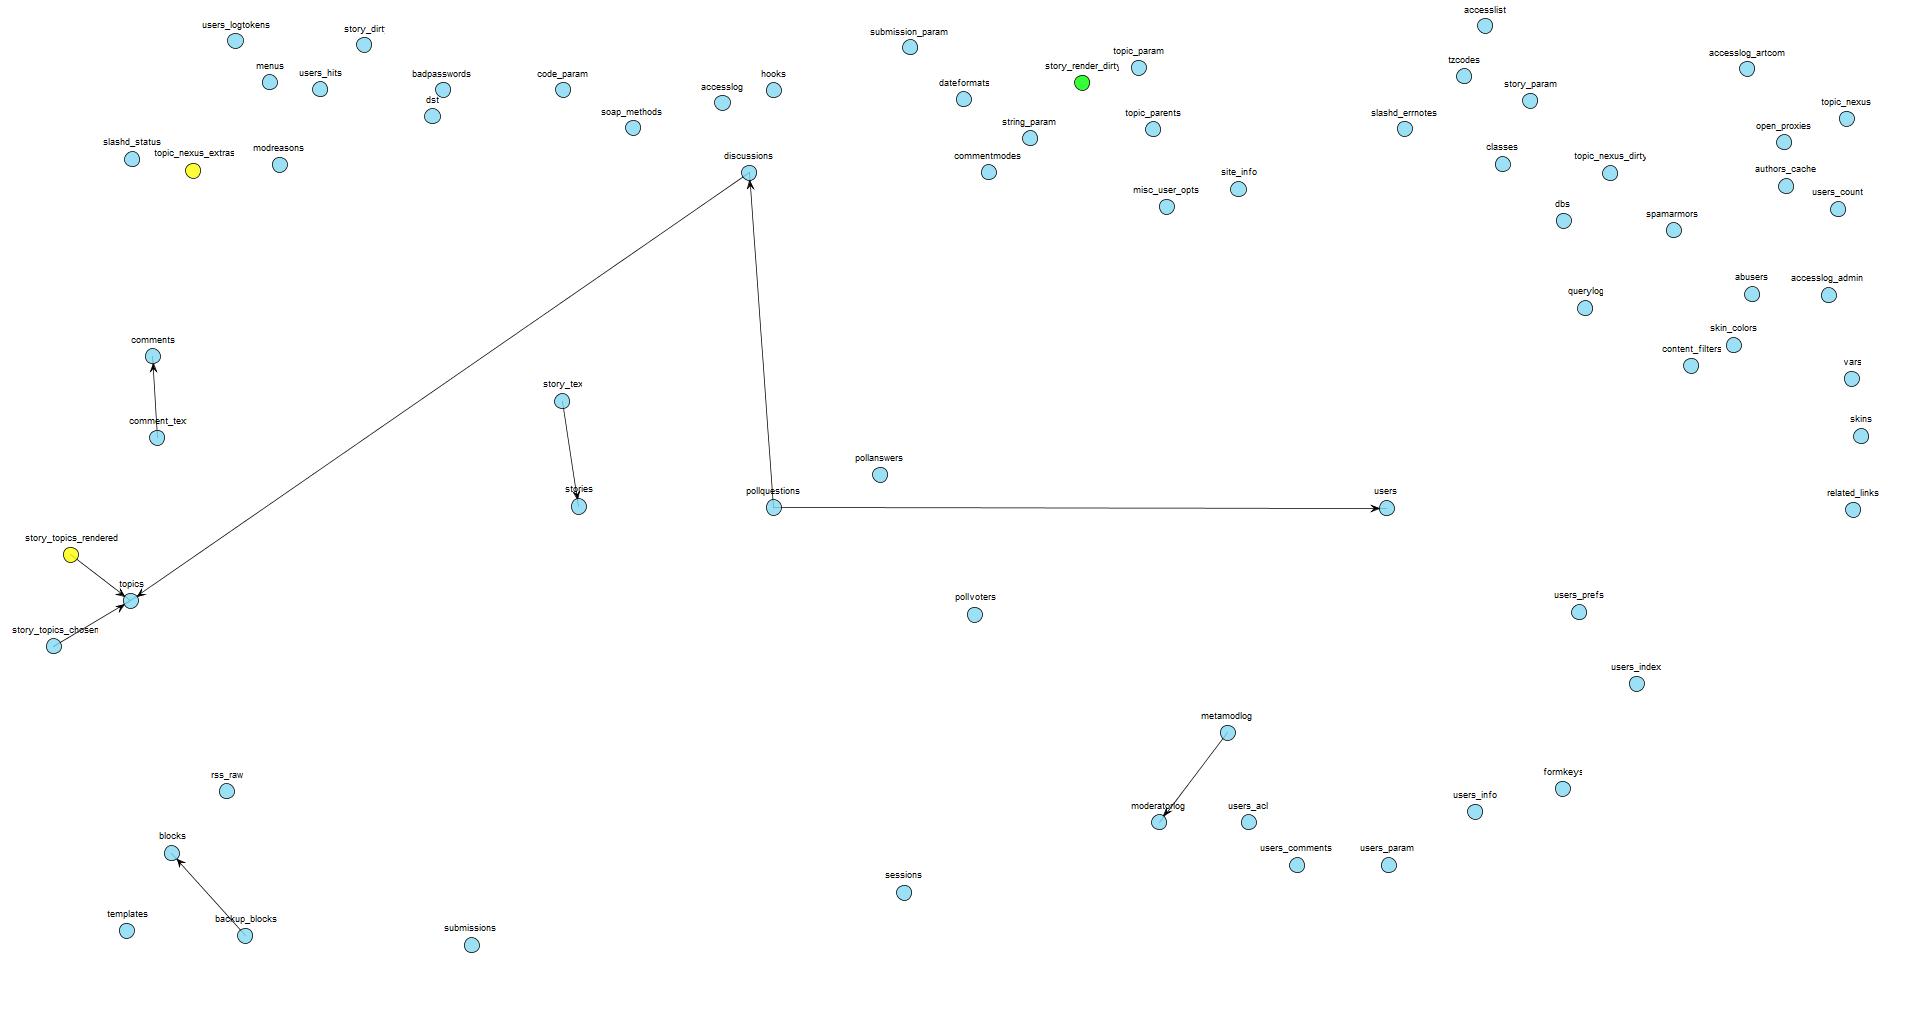 accesslist
users_logtokens
story_dirt
submission_param
topic_param
accesslog_artcom
tzcodes
menus
users_hits
badpasswords
code_param
hooks
story_render_dirty
dateformats
story_param
accesslog
dst
soap_methods
topic_nexus
string_param
topic_parents
slashd_errnotes
open_proxies
slashd_status
topic_nexus_extras
modreasons
discussions
commentmodes
classes
topic_nexus_dirty
site_info
authors_cache
misc_user_opts
users_count
dbs
spamarmors
abusers
accesslog_admin
querylog
skin_colors
comments
content_filters
vars
story_tex
comment_tex
skins
pollanswers
stories
pollquestions
users
related_links
story_topics_rendered
topics
pollvoters
users_prefs
story_topics_chosen
users_index
metamodlog
rss_raw
formkeys
users_info
moderatorlog
users_acl
blocks
users_comments
users_param
sessions
templates
backup_blocks
submissions